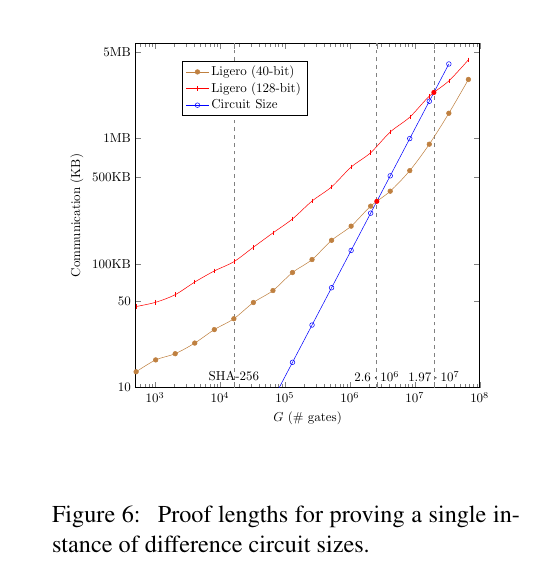 5MB
1MB
500KB
100KB
50
10
Communication (KB)
Ligero (40-bit)
Ligero (128-bit)
Circuit Size
SHA-256
2.6 · 10⁶
1.97 · 10⁷
10³
10⁴
10⁵
10⁶
10⁷
10⁸
G (# gates)
Figure 6: Proof lengths for proving a single in-
stance of difference circuit sizes.